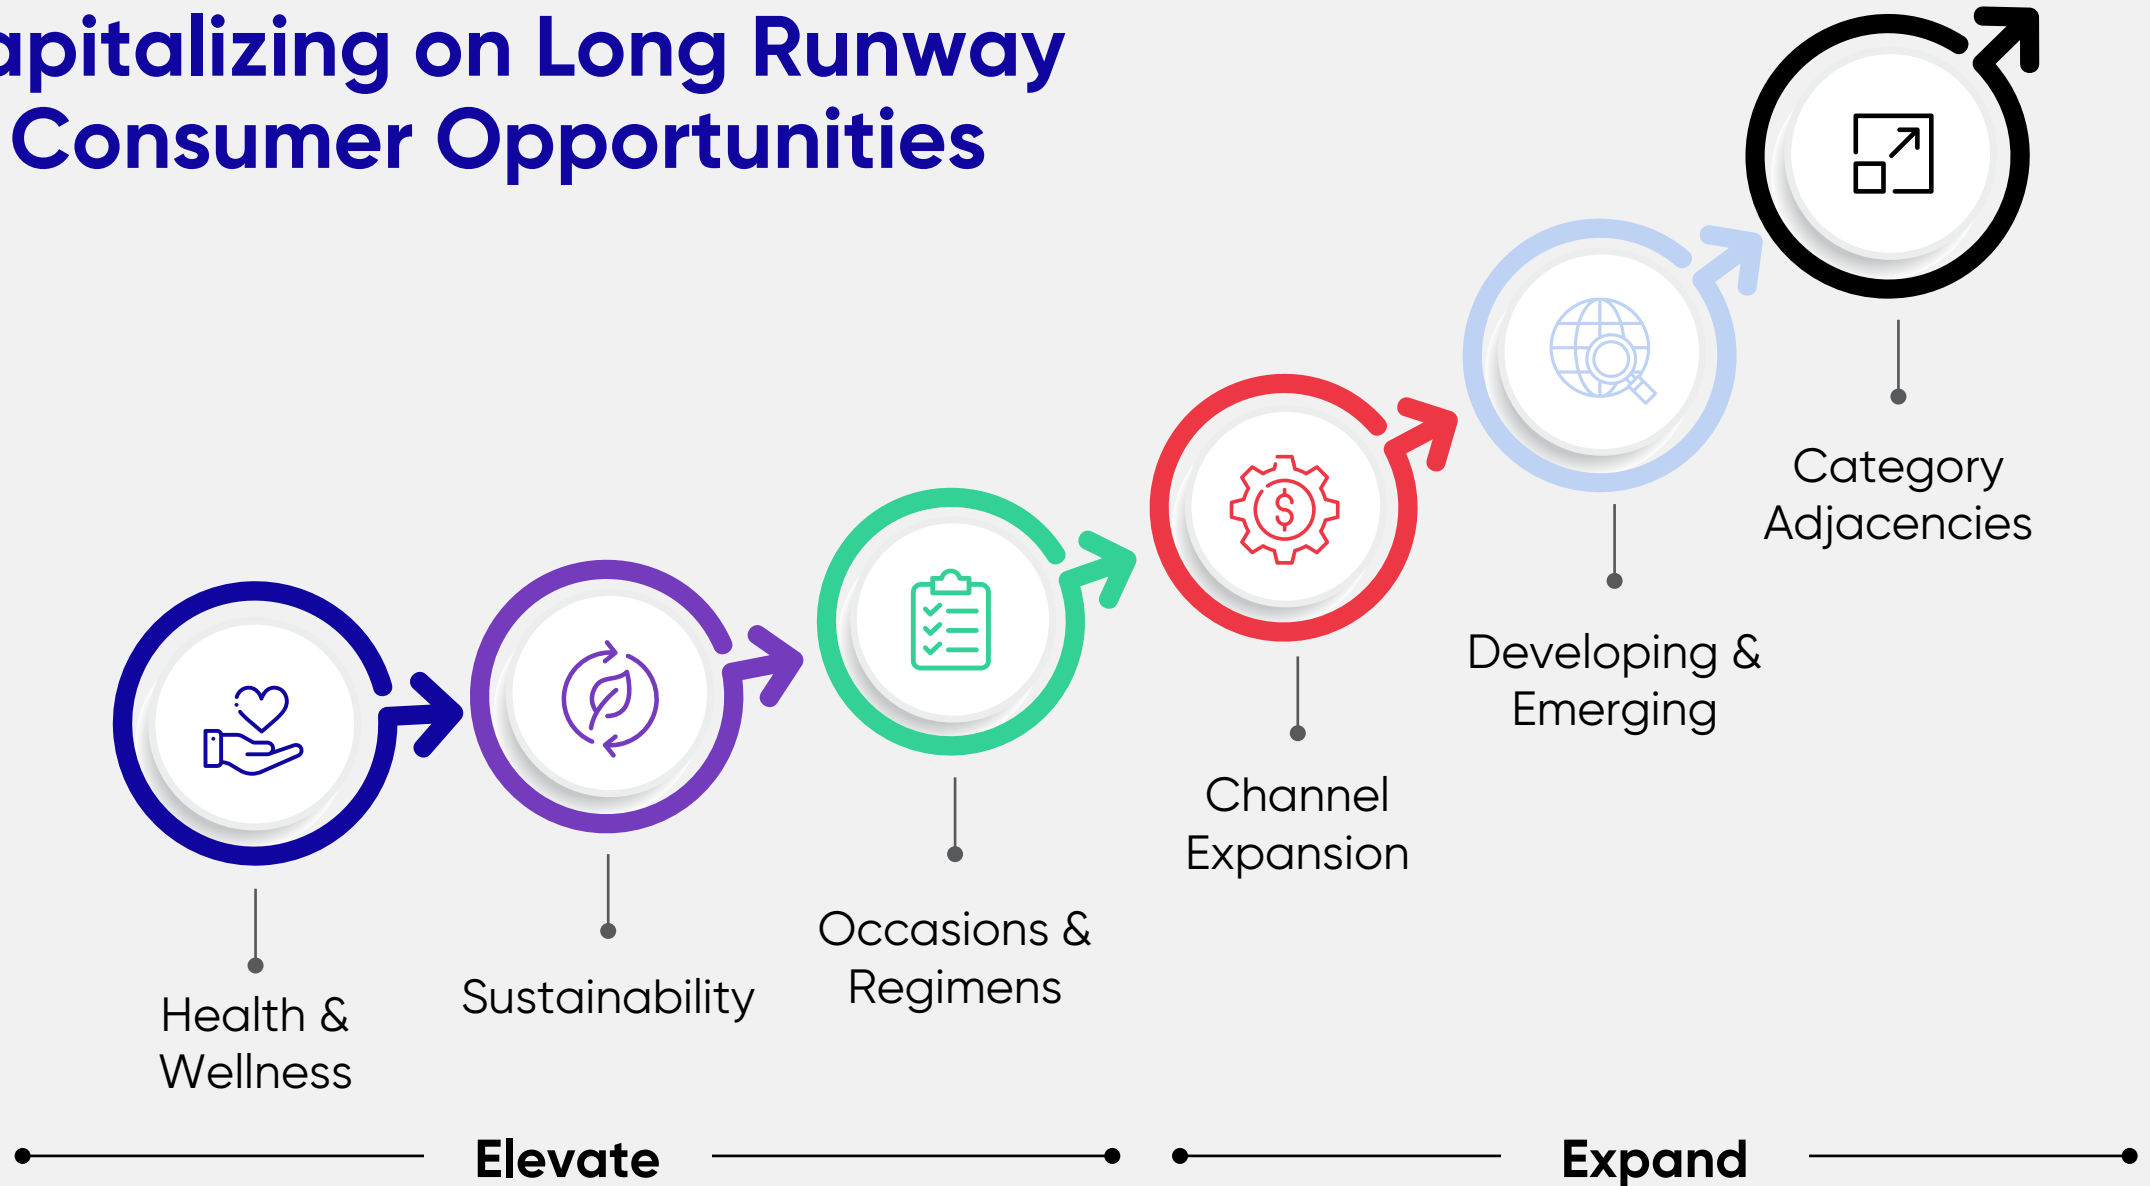 apitalizing on Long Runway
Consumer Opportunities
Category
Adjacencies
Developing &
Emerging
Channel
Expansion
Occasions &
Regimens
Sustainability
Health &
Wellness
Elevate
Expand